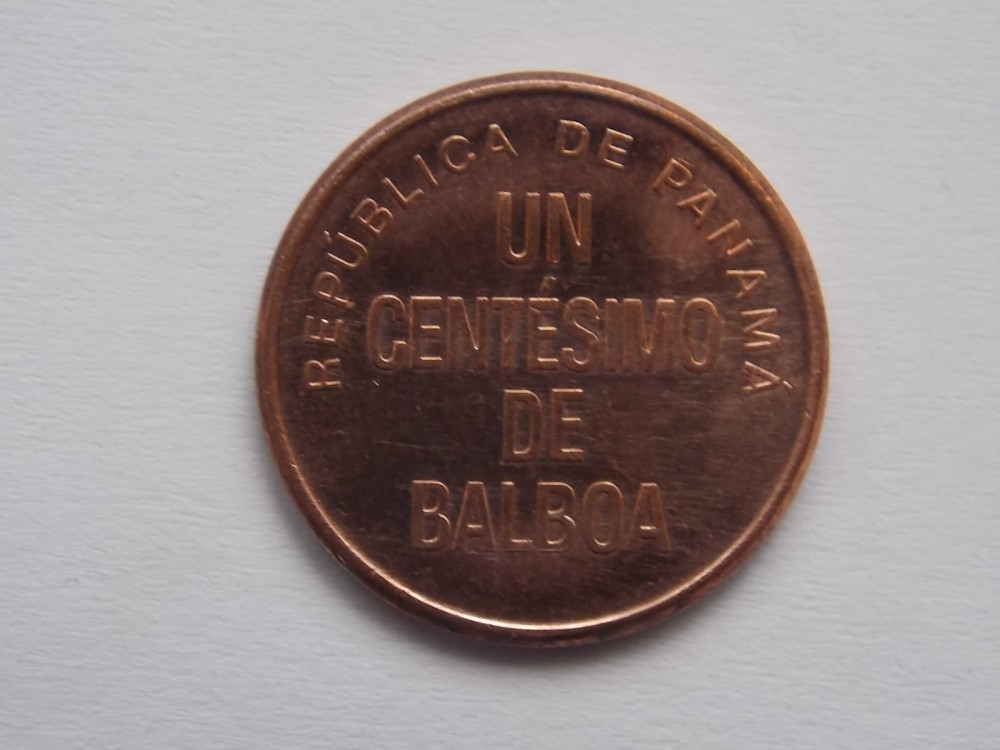 REPÚBLICA DE PANAMÁ
UN
CENTÉSIMO
DE
BALBOA